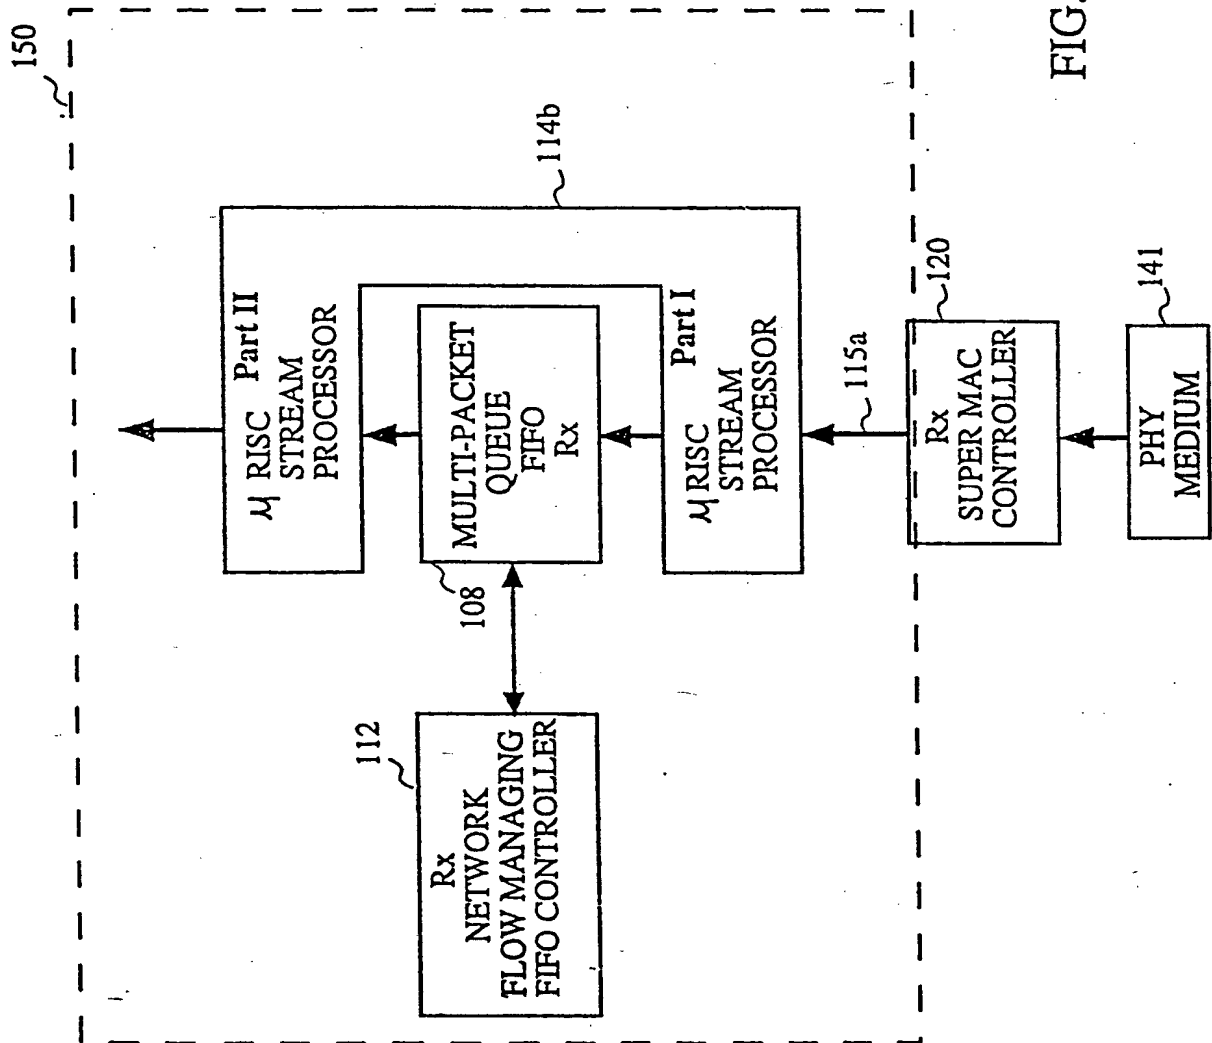 150
114b
Part II
μ RISC
STREAM
PROCESSOR
MULTI-PACKET
QUEUE
FIFO
Rx
108
Part I
μ RISC
STREAM
PROCESSOR
112
Rx
NETWORK
FLOW MANAGING
FIFO CONTROLLER
115a
120
Rx
SUPER MAC
CONTROLLER
141
PHY
MEDIUM
FIG.